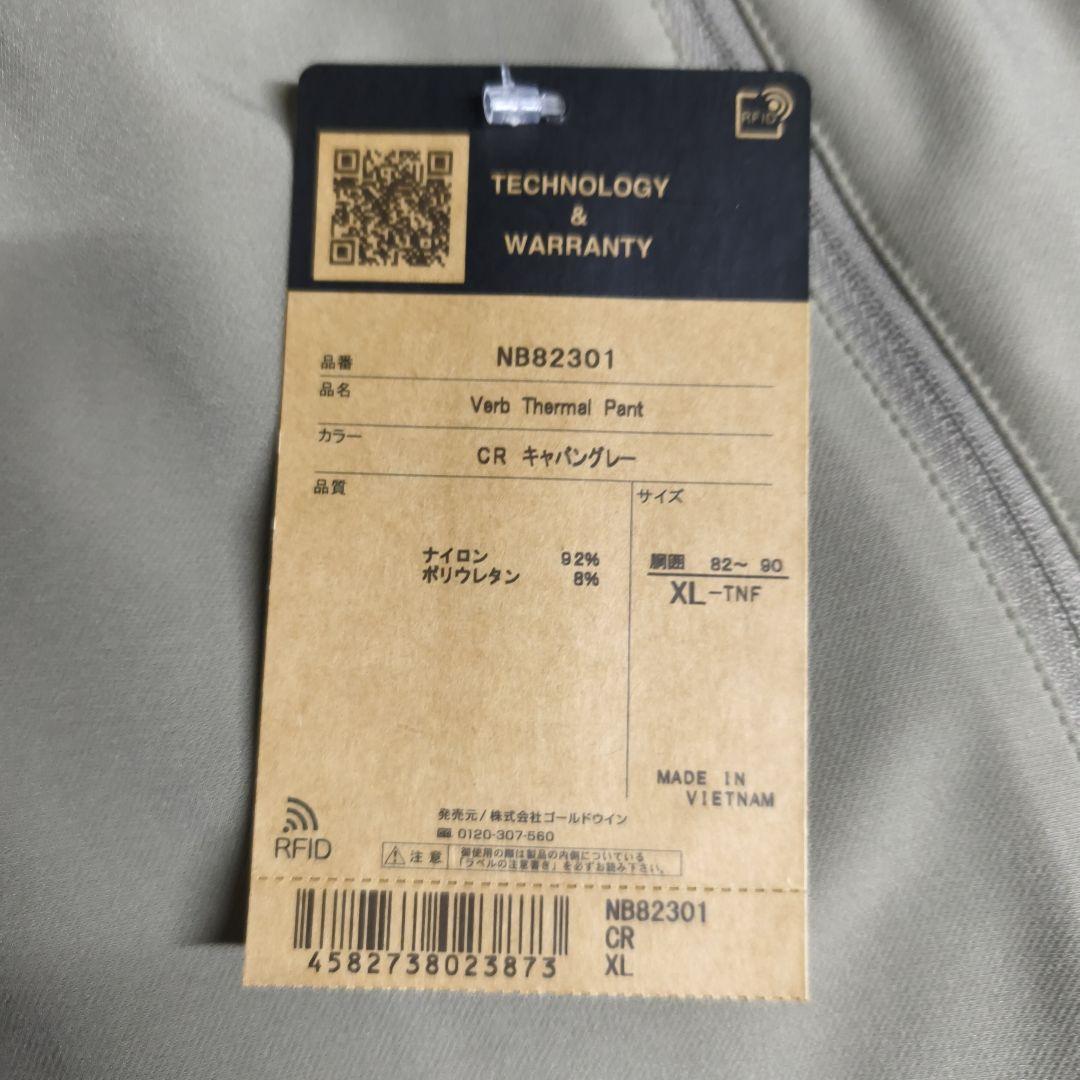 RFID
TECHNOLOGY
&
WARRANTY
品番 NB82301
品名 Verb Thermal Pant
カラー CR キャパングレー
品質
サイズ
ナイロン 92%
ポリウレタン 8%
胴囲 82〜 90
XL-TNF
MADE IN
VIETNAM
発売元/株式会社ゴールドウイン
0120-307-560
RFID
注意
御使用の際は製品の内側についている
「ラベルの注意書き」を必ずお読み下さい。
4582738023873
NB82301
CR
XL